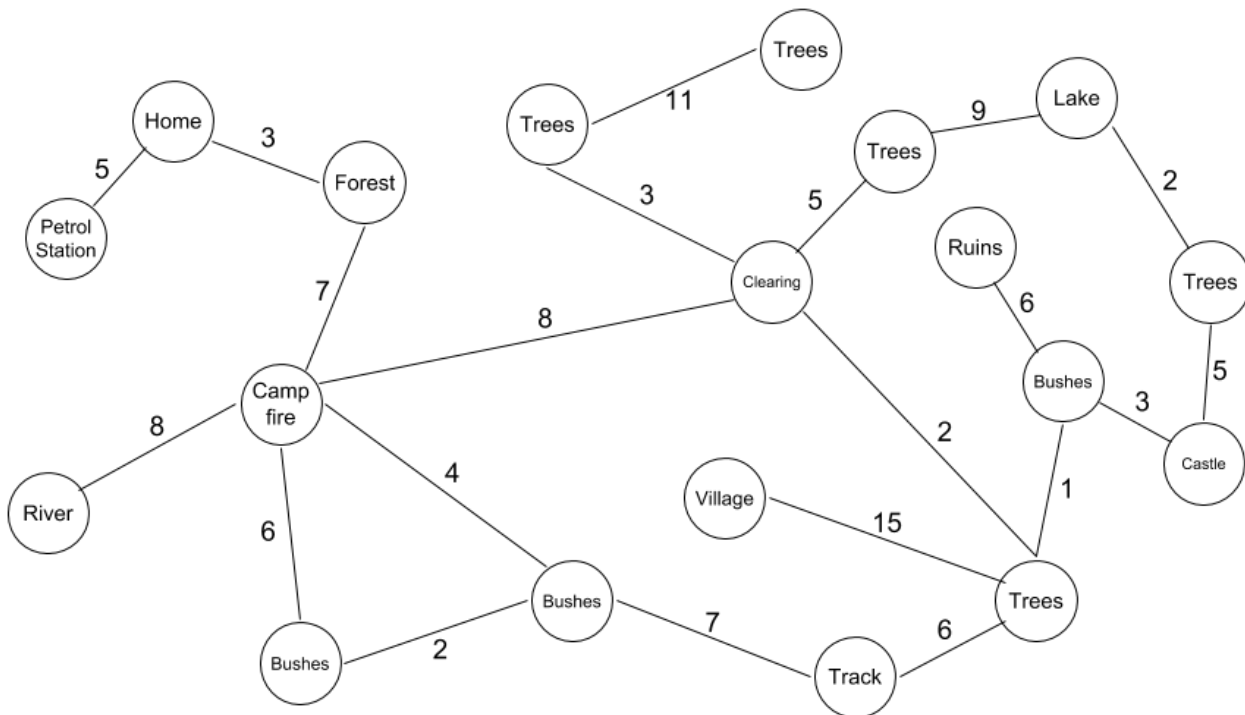 Trees
11
Trees
Lake
9
Trees
Home
3
5
Forest
Petrol
Station
2
3
5
Ruins
Clearing
Trees
7
6
8
Camp
fire
Bushes
5
3
8
4
2
Castle
1
Village
15
River
6
Bushes
Trees
7
6
2
Bushes
Track